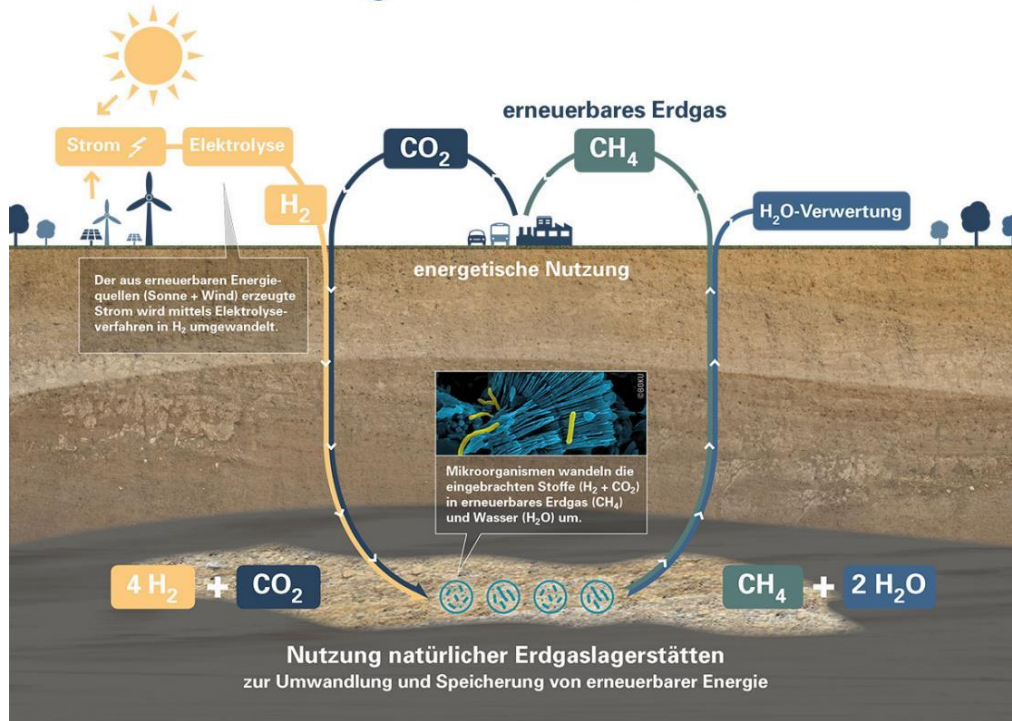 erneuerbares Erdgas
Strom
Elektrolyse
CO₂
CH₄
H₂
H₂O-Verwertung
energetische Nutzung
Der aus erneuerbaren Energie-
quellen (Sonne + Wind) erzeugte
Strom wird mittels Elektrolyse-
verfahren in H₂ umgewandelt.
©BOKU
Mikroorganismen wandeln die
eingebrachten Stoffe (H₂ + CO₂)
in erneuerbares Erdgas (CH₄)
und Wasser (H₂O) um.
4 H₂ + CO₂
CH₄ + 2 H₂O
Nutzung natürlicher Erdgaslagerstätten
zur Umwandlung und Speicherung von erneuerbarer Energie